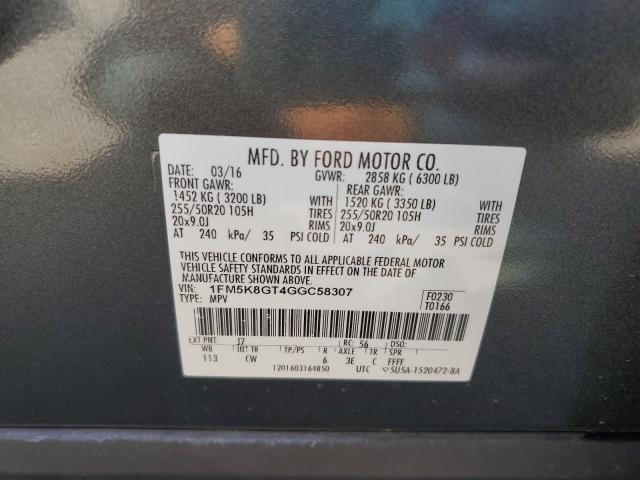 MFD. BY FORD MOTOR CO.
DATE: 03/16 GVWR: 2858 KG ( 6300 LB)
FRONT GAWR: REAR GAWR:
1452 KG ( 3200 LB) 1520 KG ( 3350 LB)
255/50R20 105H TIRES 255/50R20 105H TIRES
20x9.0J RIMS 20x9.0J RIMS
AT 240 kPa/ 35 PSI COLD AT 240 kPa/ 35 PSI COLD
THIS VEHICLE CONFORMS TO ALL APPLICABLE FEDERAL MOTOR
VEHICLE SAFETY STANDARDS IN EFFECT ON THE DATE OF
MANUFACTURE SHOWN ABOVE.
VIN: 1FM5K8GT4GGC58307 F0230
TYPE: MPV T0166
EXT PNT: J7 RC: 56 DSO:
WB INT TR TP/PS R AXLE TR SPR
113 CW 6 3E C FFFF
1201603164850 UTC 5U5A-1520472-BA